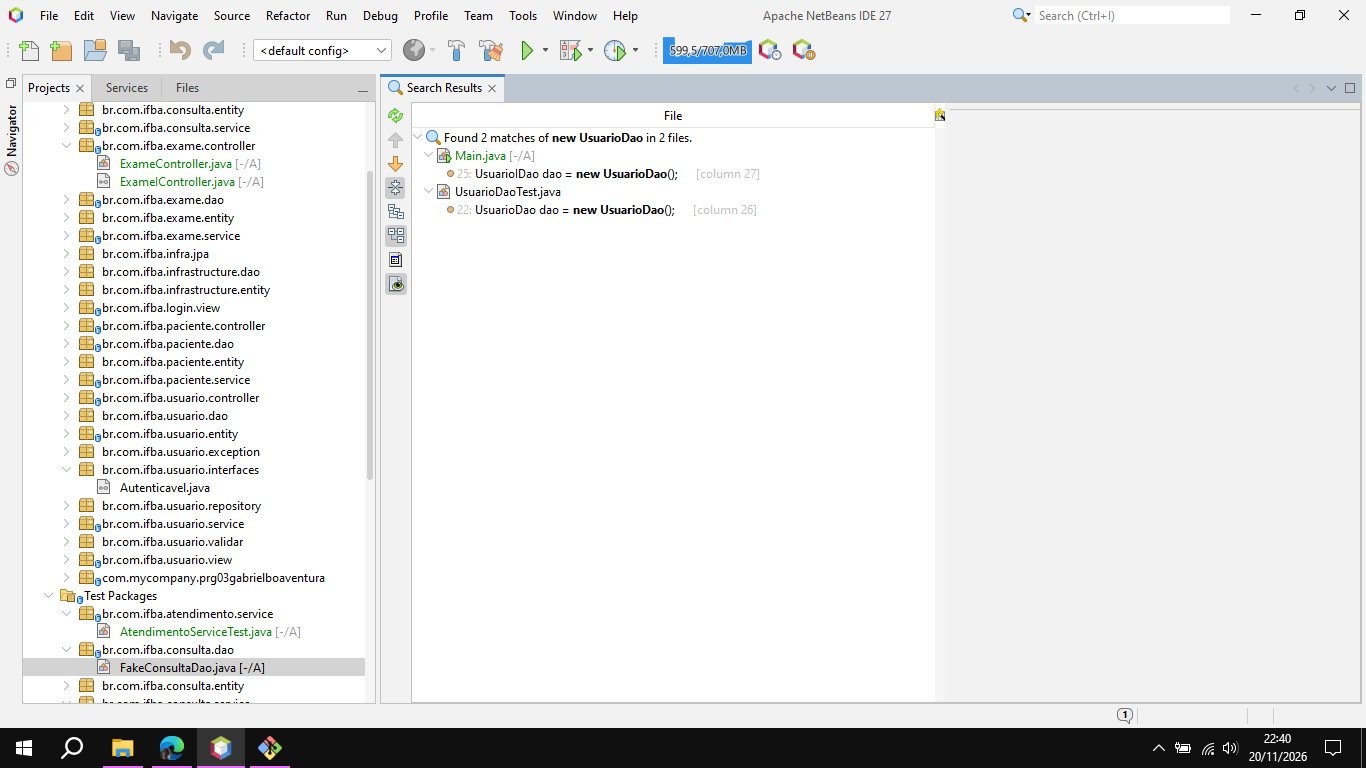 File Edit View Navigate Source Refactor Run Debug Profile Team Tools Window Help
Apache NetBeans IDE 27
Search (Ctrl+I)
<default config>
599,5/707,0MB
Projects
Services
Files
Search Results
Navigator
br.com.ifba.consulta.entity
br.com.ifba.consulta.service
br.com.ifba.exame.controller
ExameController.java [-/A]
ExameIController.java [-/A]
br.com.ifba.exame.dao
br.com.ifba.exame.entity
br.com.ifba.exame.service
br.com.ifba.infra.jpa
br.com.ifba.infrastructure.dao
br.com.ifba.infrastructure.entity
br.com.ifba.login.view
br.com.ifba.paciente.controller
br.com.ifba.paciente.dao
br.com.ifba.paciente.entity
br.com.ifba.paciente.service
br.com.ifba.usuario.controller
br.com.ifba.usuario.dao
br.com.ifba.usuario.entity
br.com.ifba.usuario.exception
br.com.ifba.usuario.interfaces
Autenticavel.java
br.com.ifba.usuario.repository
br.com.ifba.usuario.service
br.com.ifba.usuario.validar
br.com.ifba.usuario.view
com.mycompany.prg03gabrielboaventura
Test Packages
br.com.ifba.atendimento.service
AtendimentoServiceTest.java [-/A]
br.com.ifba.consulta.dao
FakeConsultaDao.java [-/A]
br.com.ifba.consulta.entity
File
Found 2 matches of new UsuarioDao in 2 files.
Main.java [-/A]
25: UsuarioIDao dao = new UsuarioDao(); [column 27]
UsuarioDaoTest.java
22: UsuarioDao dao = new UsuarioDao(); [column 26]
1
22:40
20/11/2026